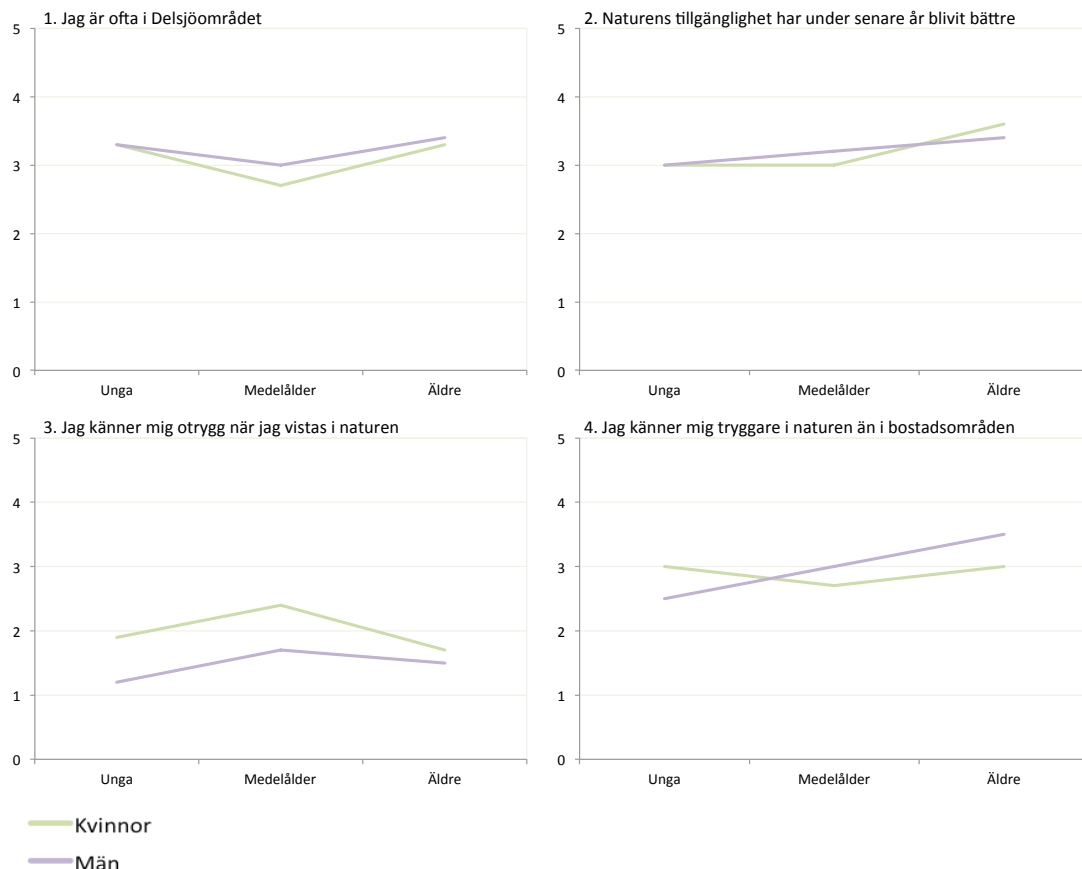 1. Jag är ofta i Delsjöområdet
5
4
3
2
1
0
Unga Medelålder Äldre
2. Naturens tillgänglighet har under senare år blivit bättre
5
4
3
2
1
0
Unga Medelålder Äldre
3. Jag känner mig otrygg när jag vistas i naturen
5
4
3
2
1
0
Unga Medelålder Äldre
4. Jag känner mig tryggare i naturen än i bostadsområden
5
4
3
2
1
0
Unga Medelålder Äldre
Kvinnor
Män